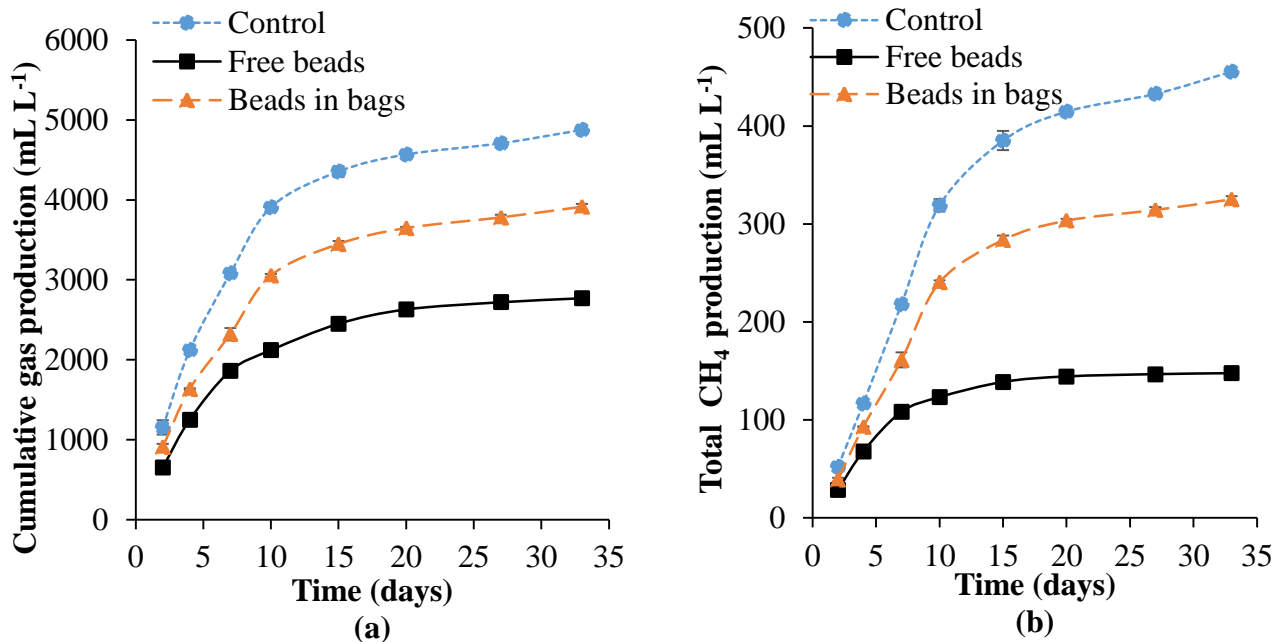 Control
Free beads
Beads in bags
Cumulative gas production (mL L⁻¹)
6000
5000
4000
3000
2000
1000
0
0 5 10 15 20 25 30 35
Time (days)
(a)
Control
Free beads
Beads in bags
Total CH₄ production (mL L⁻¹)
500
400
300
200
100
0
0 5 10 15 20 25 30 35
Time (days)
(b)